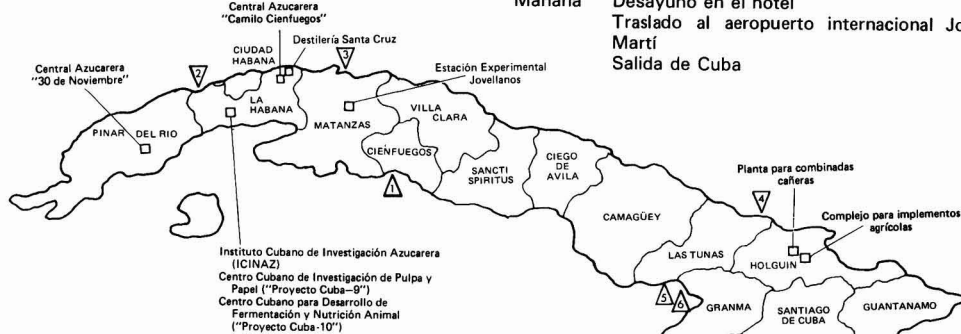 Mañana
Desayuno en el hotel
Traslado al aeropuerto internacional Jo
Martí
Salida de Cuba
Central Azucarera
"Camilo Cienfuegos"
CIUDAD
HABANA
Destilería Santa Cruz
Central Azucarera
"30 de Noviembre"
2
3
Estación Experimental
Jovellanos
LA
HABANA
PINAR DEL RIO
MATANZAS
VILLA
CLARA
CIENFUEGOS
SANCTI
SPIRITUS
CIEGO
DE
AVILA
1
Planta para combinadas
cañeras
4
Complejo para implementos
agrícolas
CAMAGÜEY
LAS TUNAS
HOLGUIN
Instituto Cubano de Investigación Azucarera
(ICINAZ)
Centro Cubano de Investigación de Pulpa y
Papel ("Proyecto Cuba-9")
Centro Cubano para Desarrollo de
Fermentación y Nutrición Animal
("Proyecto Cuba-10")
5
6
GRANMA
SANTIAGO
DE CUBA
GUANTANAMO